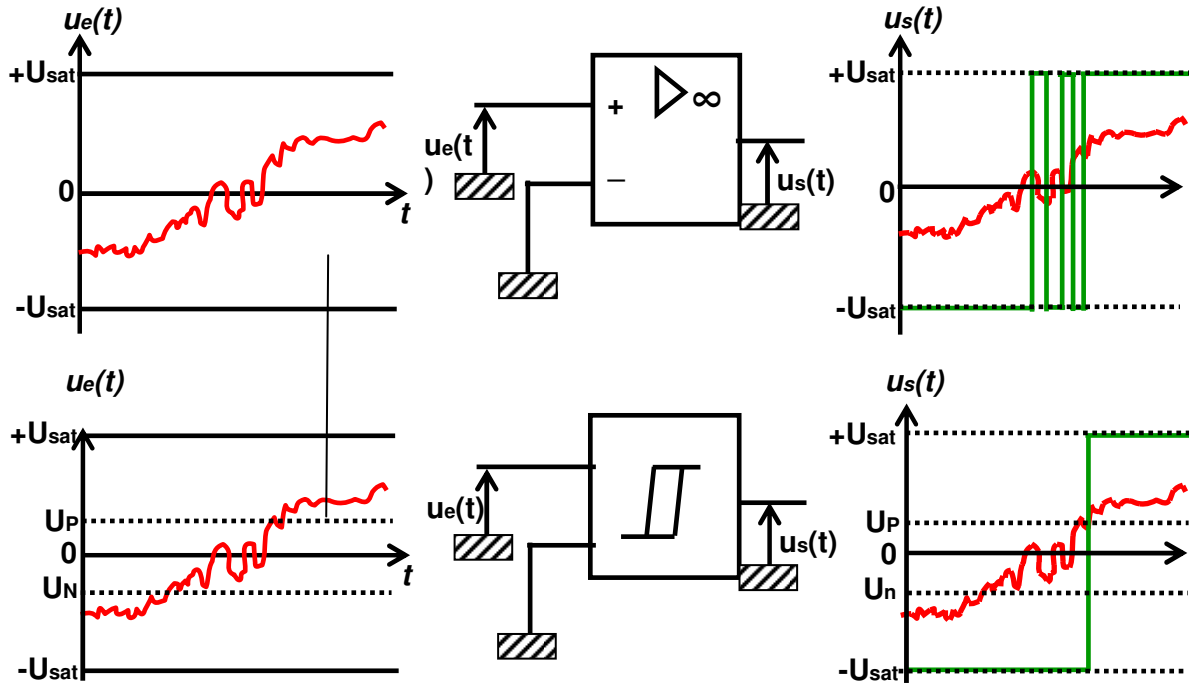 ue(t)
+Usat
0
t
-Usat
+
∞
ue(t
)
–
us(t)
us(t)
+Usat
0
-Usat
ue(t)
+Usat
UP
0
UN
t
-Usat
ue(t)
us(t)
us(t)
+Usat
UP
0
Un
-Usat